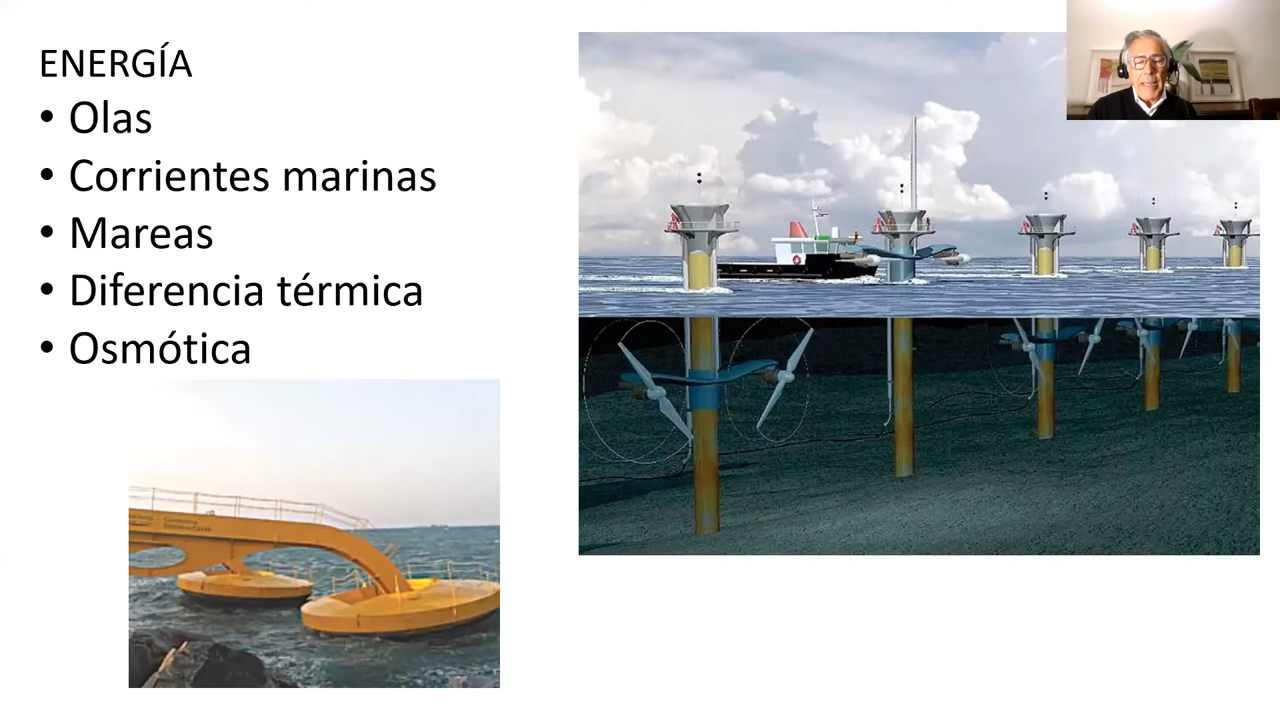 ENERGÍA
• Olas
• Corrientes marinas
• Mareas
• Diferencia térmica
• Osmótica